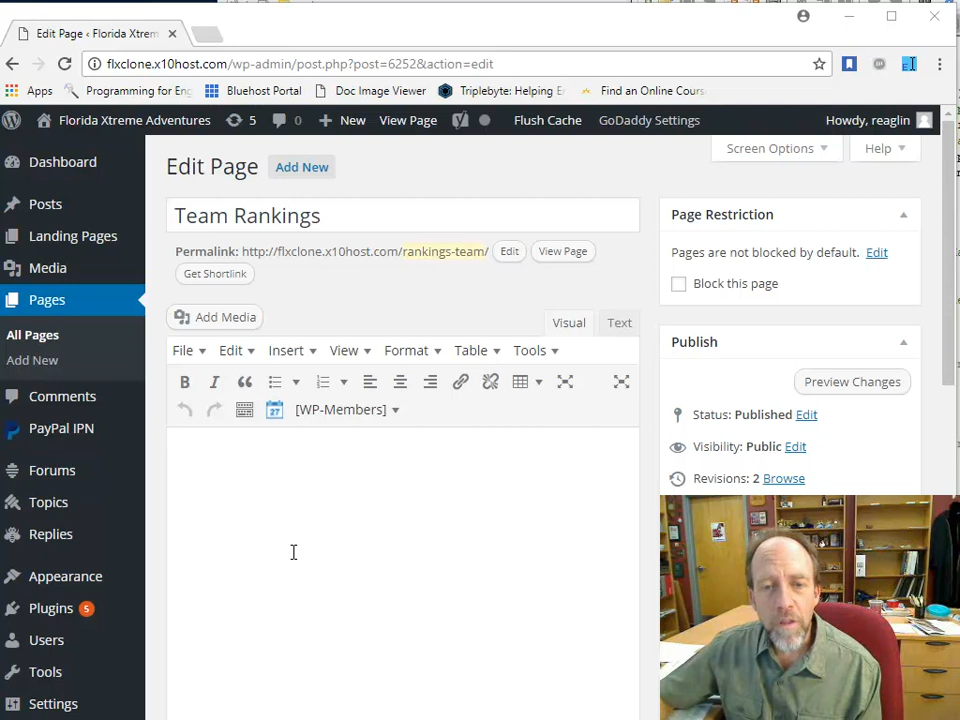 Edit Page ‹ Florida Xtrem
flxclone.x10host.com/wp-admin/post.php?post=6252&action=edit
Apps Programming for Eng Bluehost Portal Doc Image Viewer Triplebyte: Helping E Find an Online Cours
Florida Xtreme Adventures 5 0 New View Page Flush Cache GoDaddy Settings Howdy, reaglin
Dashboard
Posts
Landing Pages
Media
Pages
All Pages
Add New
Comments
PayPal IPN
Forums
Topics
Replies
Appearance
Plugins 5
Users
Tools
Settings
Screen Options Help
Edit Page Add New
Team Rankings
Permalink: http://flxclone.x10host.com/rankings-team/ Edit View Page
Get Shortlink
Add Media
Visual Text
File Edit Insert View Format Table Tools
B I
27 [WP-Members]
Page Restriction
Pages are not blocked by default. Edit
Block this page
Publish
Preview Changes
Status: Published Edit
Visibility: Public Edit
Revisions: 2 Browse